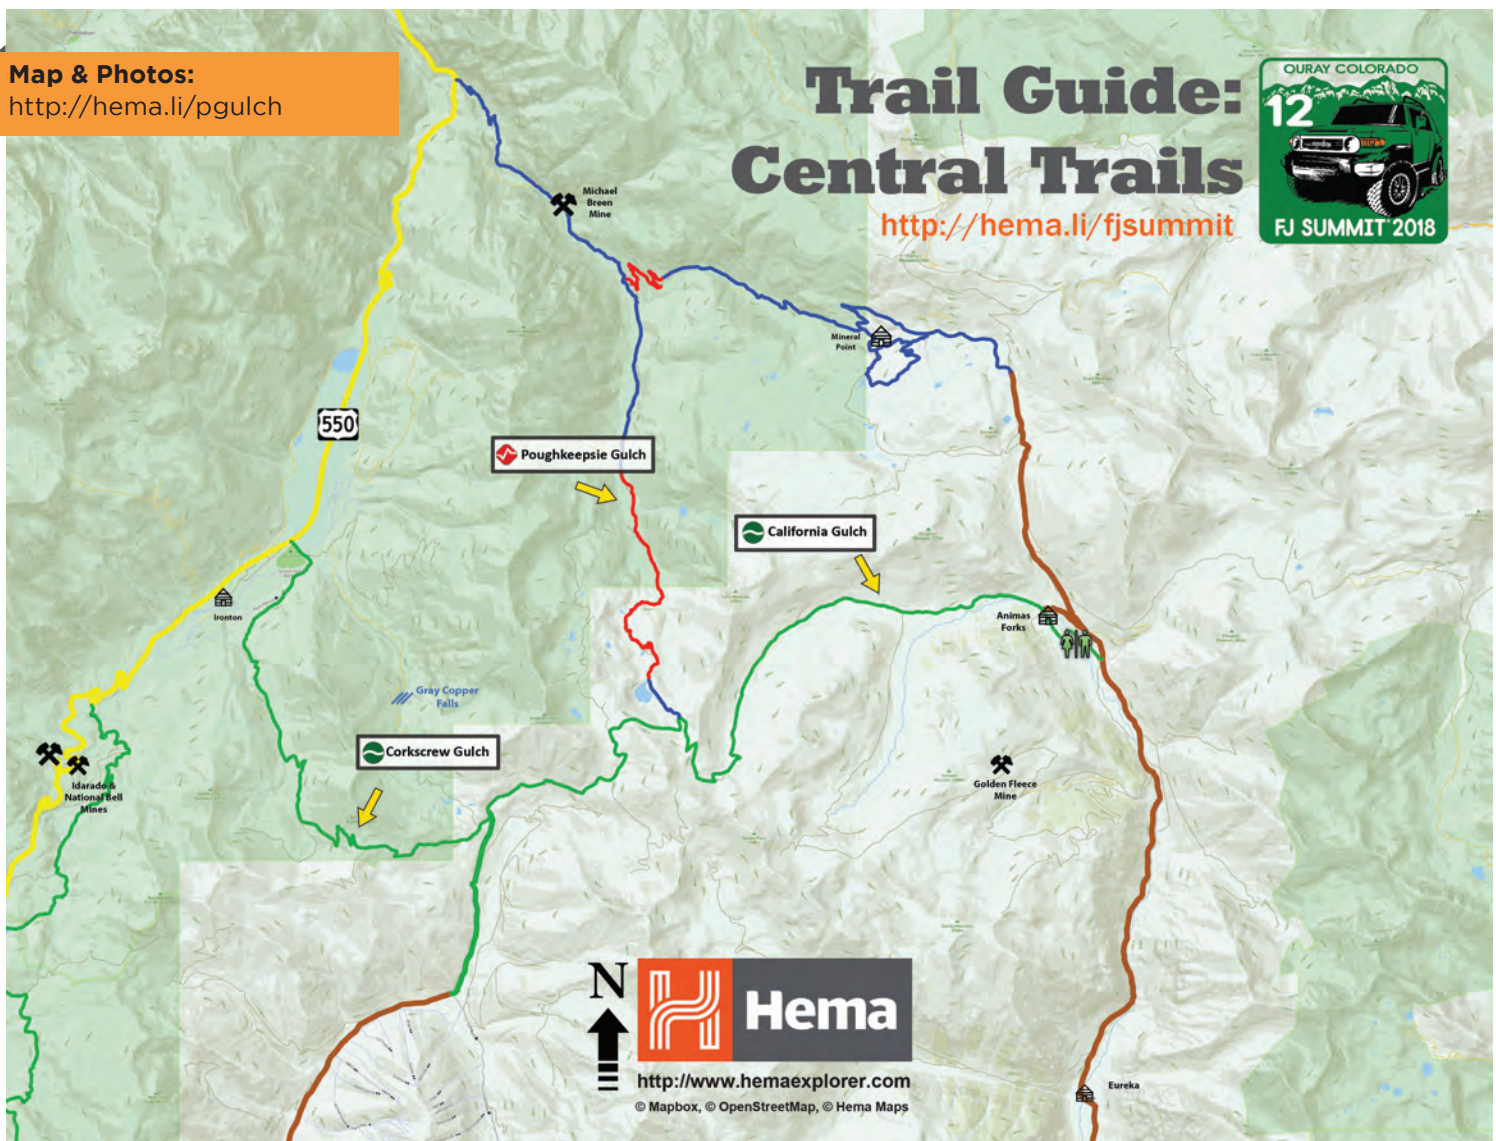 Map & Photos:
http://hema.li/pgulch
Trail Guide:
Central Trails
http://hema.li/fjsummit
OURAY COLORADO
12
FJ SUMMIT 2018
Michael
Breen
Mine
Mineral
Point
550
Poughkeepsie Gulch
California Gulch
Ironton
Animas
Forks
Gray Copper
Falls
Corkscrew Gulch
Idarado &
National Bell
Mines
Golden Fleece
Mine
N
Hema
http://www.hemaexplorer.com
© Mapbox, © OpenStreetMap, © Hema Maps
Eureka